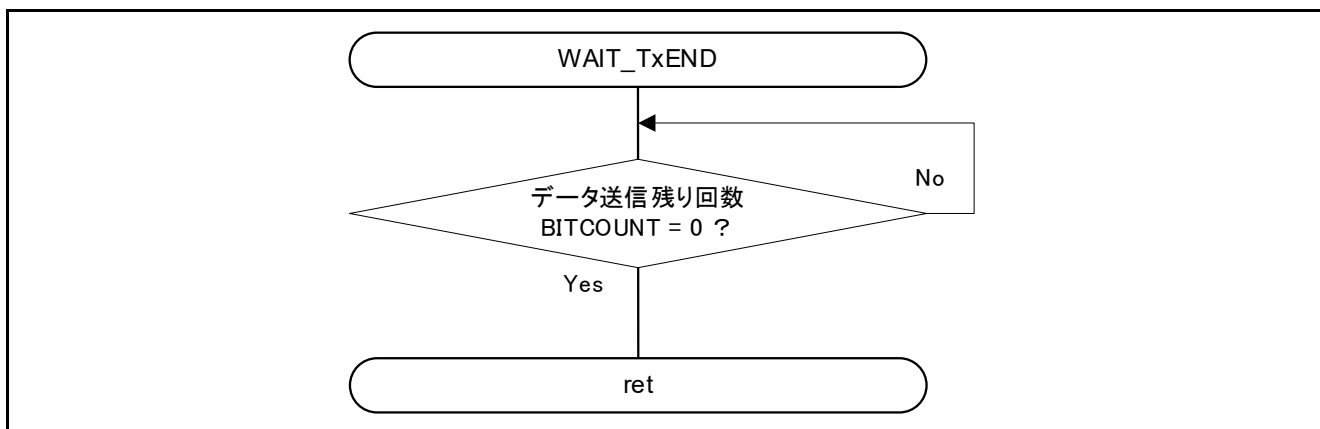 WAIT_TxEND
No
データ送信残り回数
BITCOUNT = 0 ?
Yes
ret